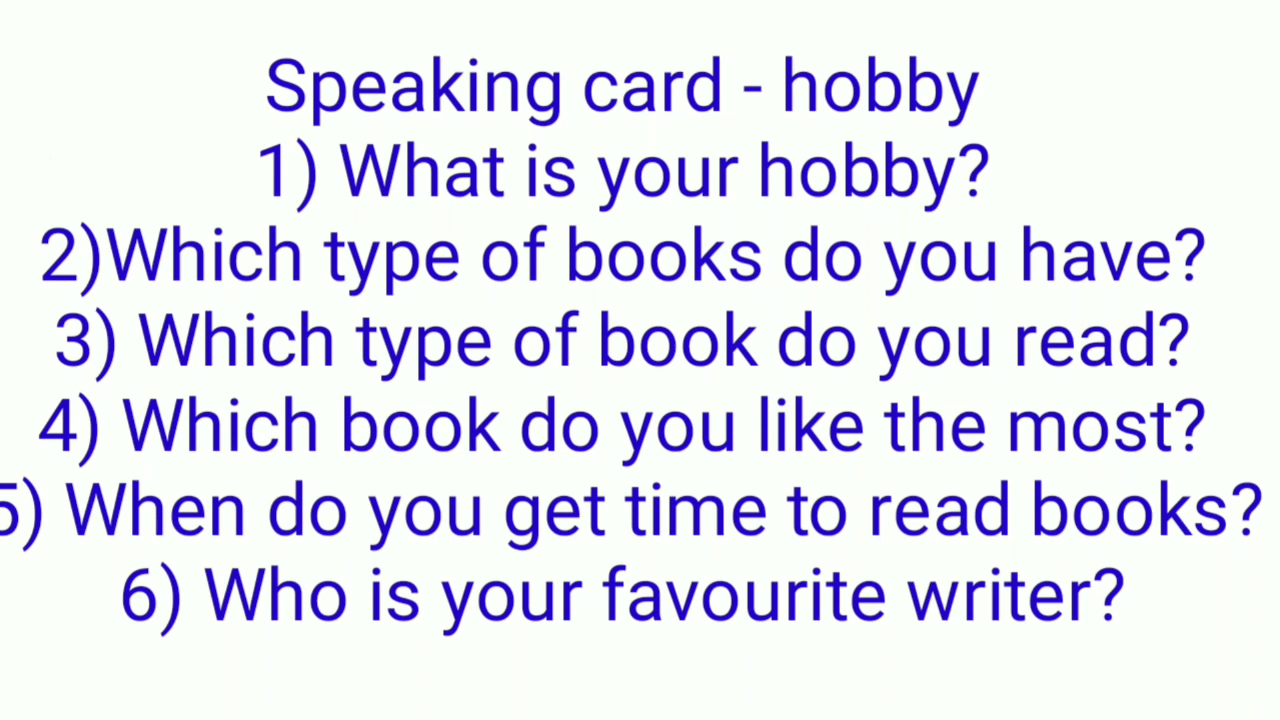 Speaking card - hobby
1) What is your hobby?
2)Which type of books do you have?
3) Which type of book do you read?
4) Which book do you like the most?
5) When do you get time to read books?
6) Who is your favourite writer?